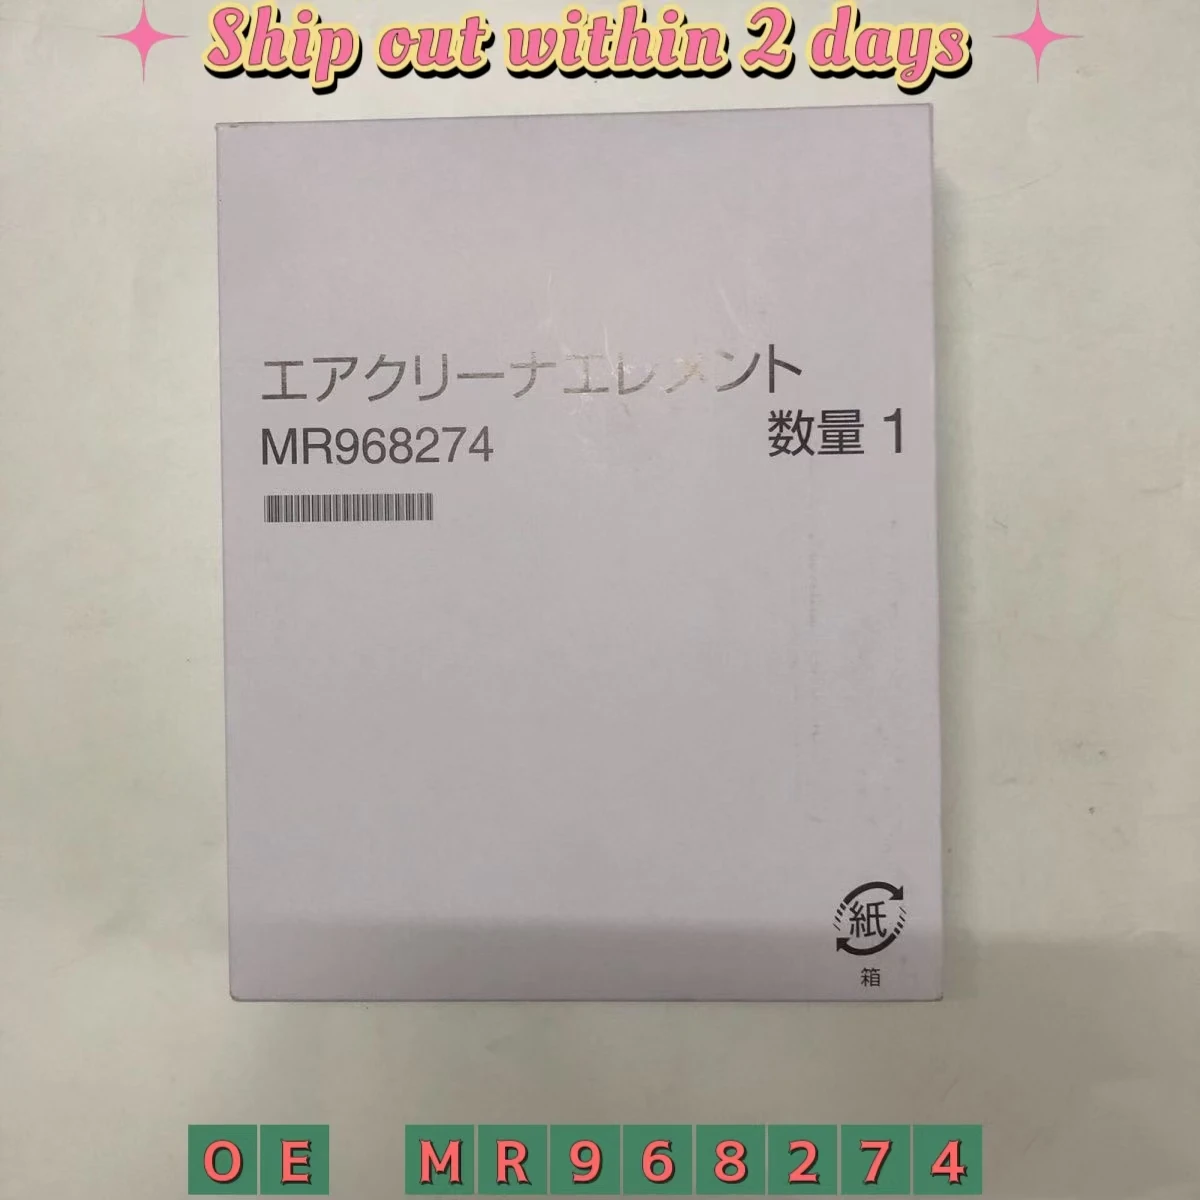 Ship out within 2 days
エアクリーナエレメント
MR968274
数量 1
紙
箱
OE MR968274